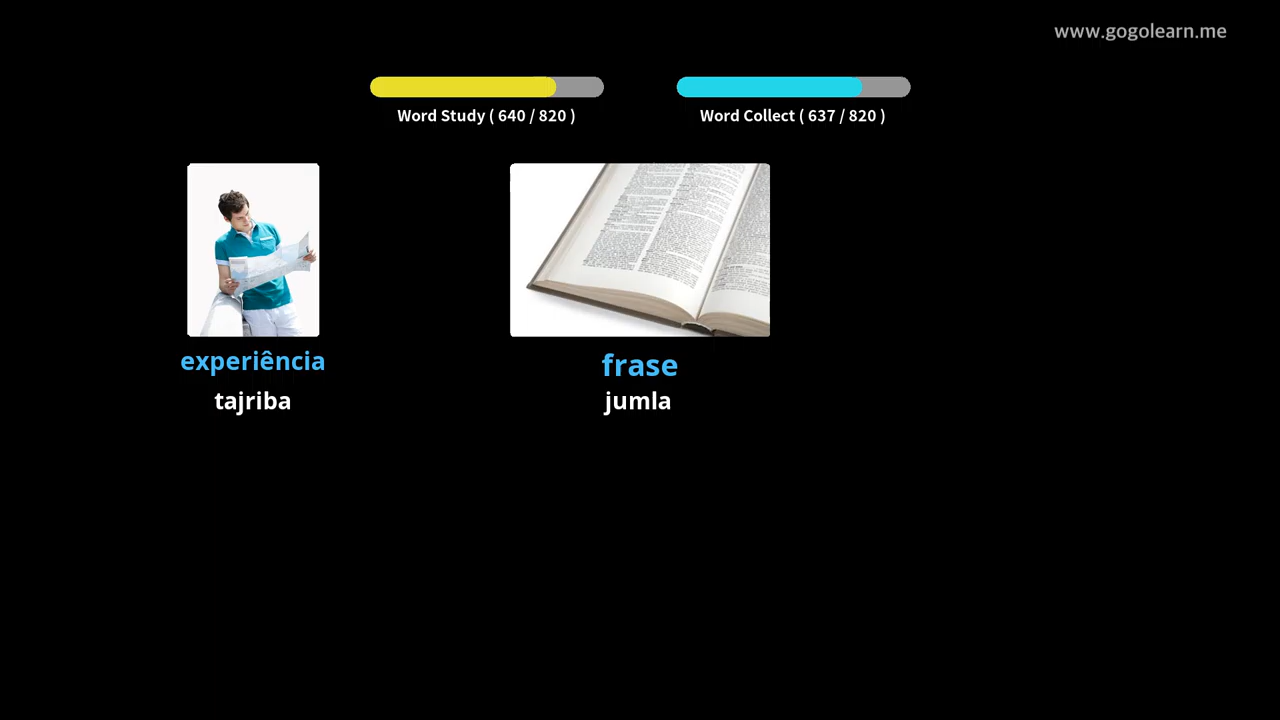 www.gogolearn.me
Word Study ( 640 / 820 )
Word Collect ( 637 / 820 )
experiência
tajriba
frase
jumla